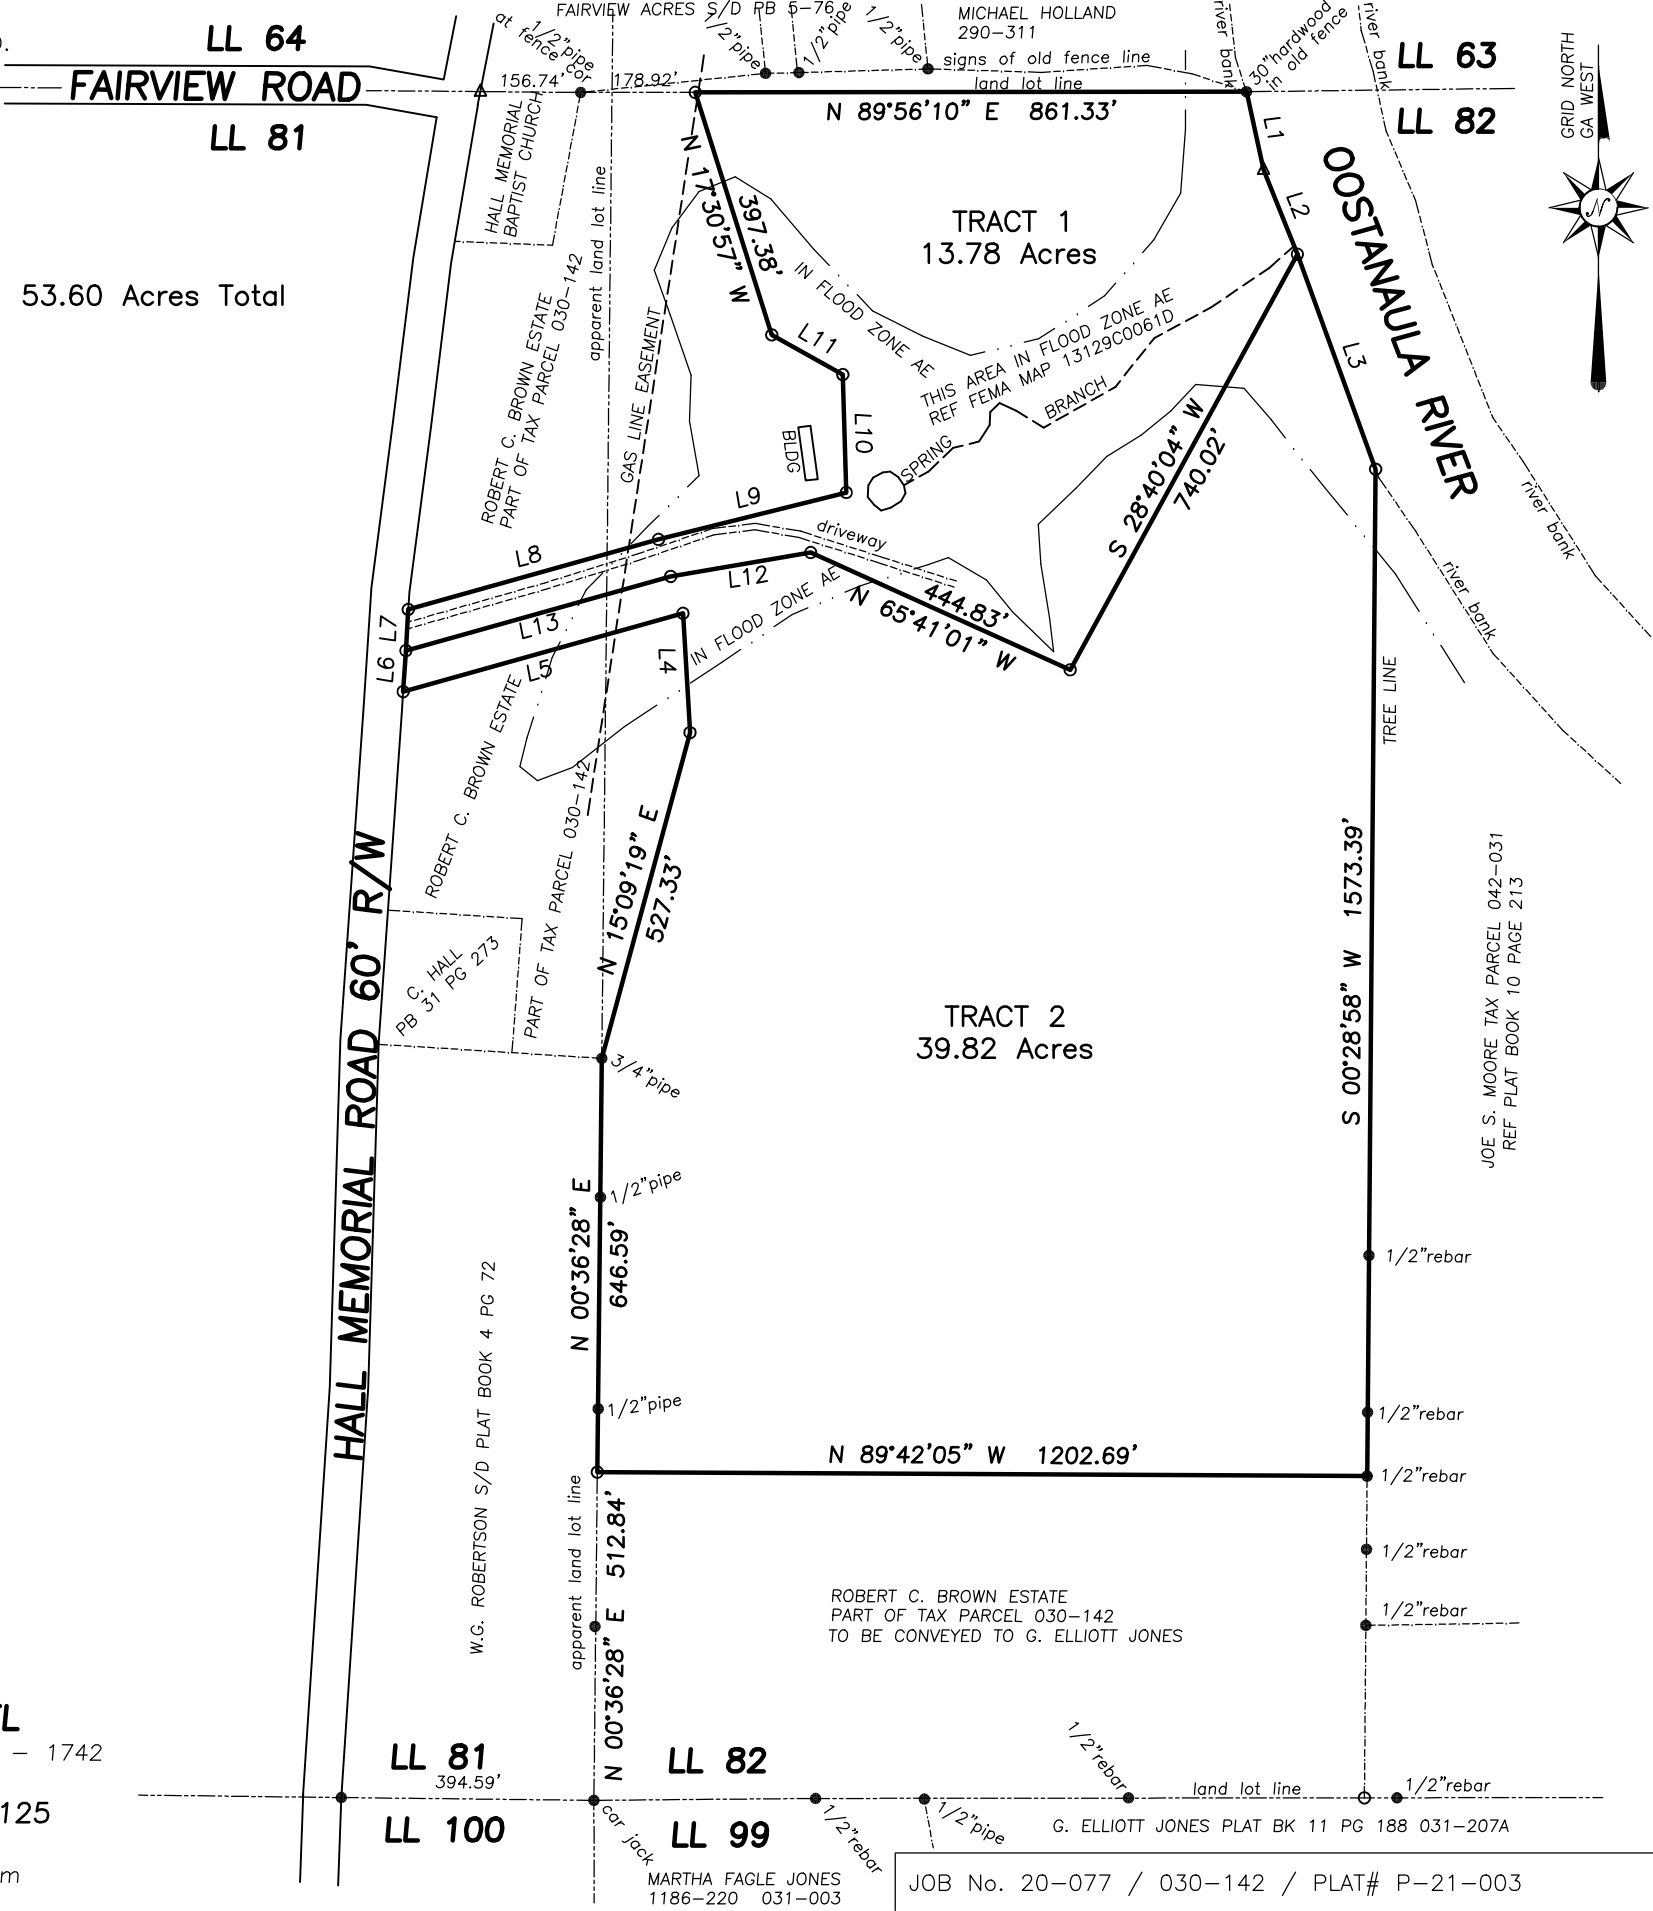 FAIRVIEW ACRES S/D PB 5-76
MICHAEL HOLLAND
290-311
LL 64
FAIRVIEW ROAD
LL 81
at 1/2"pipe
fence cor
156.74'
178.92'
1/2"pipe
1/2"pipe
1/2"pipe
signs of old fence line
land lot line
N 89°56'10" E 861.33'
river bank
30"hardwood
in old fence
river bank
LL 63
LL 82
GRID NORTH
GA WEST
N
HALL MEMORIAL
BAPTIST CHURCH
53.60 Acres Total
apparent land lot line
N 17°30'57" W
397.38'
TRACT 1
13.78 Acres
L1
L2
L3
OOSTANAULA RIVER
ROBERT C. BROWN ESTATE
PART OF TAX PARCEL 030-142
GAS LINE EASEMENT
IN FLOOD ZONE AE
THIS AREA IN FLOOD ZONE AE
REF FEMA MAP 13129C0061D
L11
L10
BLDG
SPRING
BRANCH
S 28°40'04" W
740.02'
L9
L8
driveway
L12
L13
L7
L6
L5
L4
IN FLOOD ZONE AE
444.83'
N 65°41'01" W
river bank
river bank
TREE LINE
ROBERT C. BROWN ESTATE
PART OF TAX PARCEL 030-142
N 15°09'19" E
527.33'
C. HALL
PB 31 PG 273
HALL MEMORIAL ROAD 60' R/W
3/4"pipe
TRACT 2
39.82 Acres
S 00°28'58" W 1573.39'
JOE S. MOORE TAX PARCEL 042-031
REF PLAT BOOK 10 PAGE 213
1/2"pipe
N 00°36'28" E
646.59'
1/2"rebar
W.G. ROBERTSON S/D PLAT BOOK 4 PG 72
1/2"pipe
1/2"rebar
N 89°42'05" W 1202.69'
1/2"rebar
apparent land lot line
N 00°36'28" E 512.84'
1/2"rebar
1/2"rebar
ROBERT C. BROWN ESTATE
PART OF TAX PARCEL 030-142
TO BE CONVEYED TO G. ELLIOTT JONES
- 1742
125
LL 81
394.59'
LL 82
1/2"rebar
land lot line
1/2"rebar
LL 100
car jack
LL 99
1/2"rebar
1/2"pipe
G. ELLIOTT JONES PLAT BK 11 PG 188 031-207A
MARTHA FAGLE JONES
1186-220 031-003
JOB No. 20-077 / 030-142 / PLAT# P-21-003